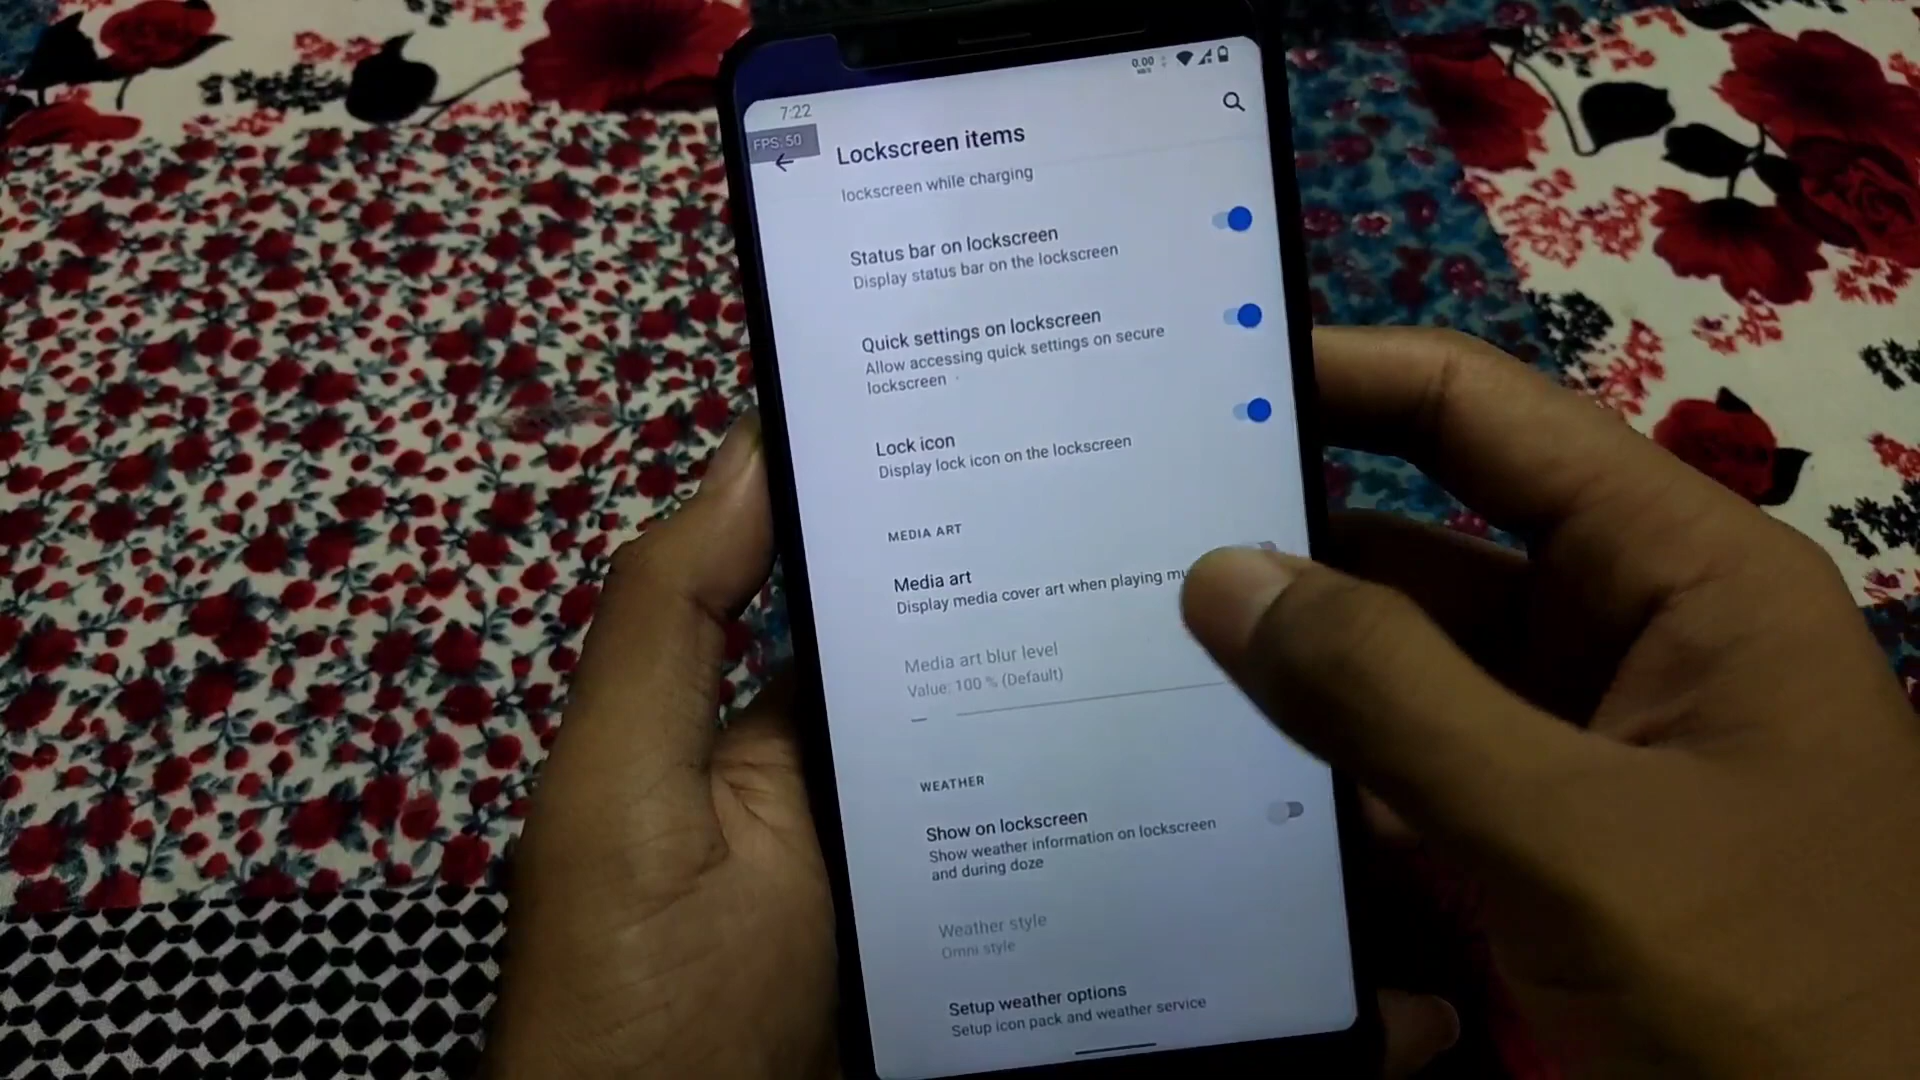 0.00
7:22
FPS: 50
Lockscreen items
lockscreen while charging
Status bar on lockscreen
Display status bar on the lockscreen
Quick settings on lockscreen
Allow accessing quick settings on secure
lockscreen
Lock icon
Display lock icon on the lockscreen
MEDIA ART
Media art
Display media cover art when playing
Media art blur level
Value: 100 % (Default)
WEATHER
Show on lockscreen
Show weather information on lockscreen
and during doze
Weather style
Omni style
Setup weather options
Setup icon pack and weather service